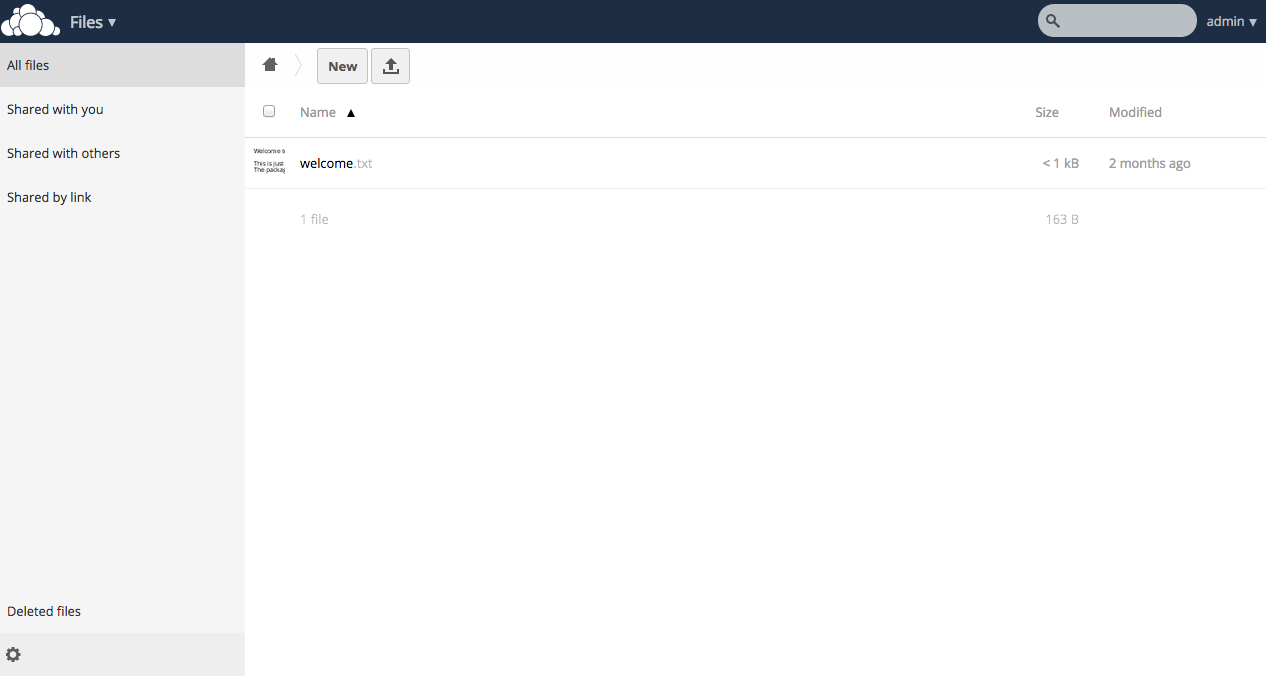 Files ▾
admin ▾
All files
Shared with you
Shared with others
Shared by link
Deleted files
New
Name ▲ Size Modified
Welcome t
This is just
The packag
welcome.txt < 1 kB 2 months ago
1 file 163 B